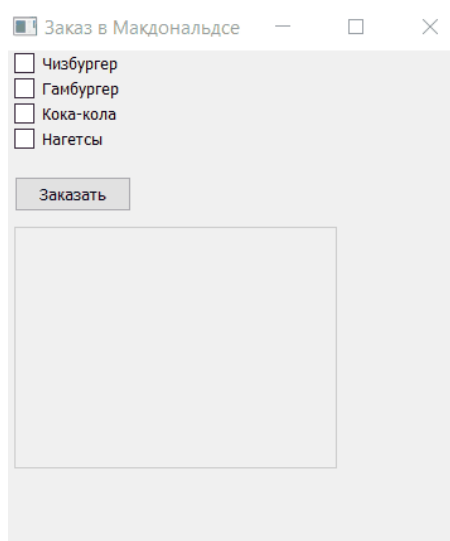 Заказ в Макдональдсе
Чизбургер
Гамбургер
Кока-кола
Нагетсы
Заказать